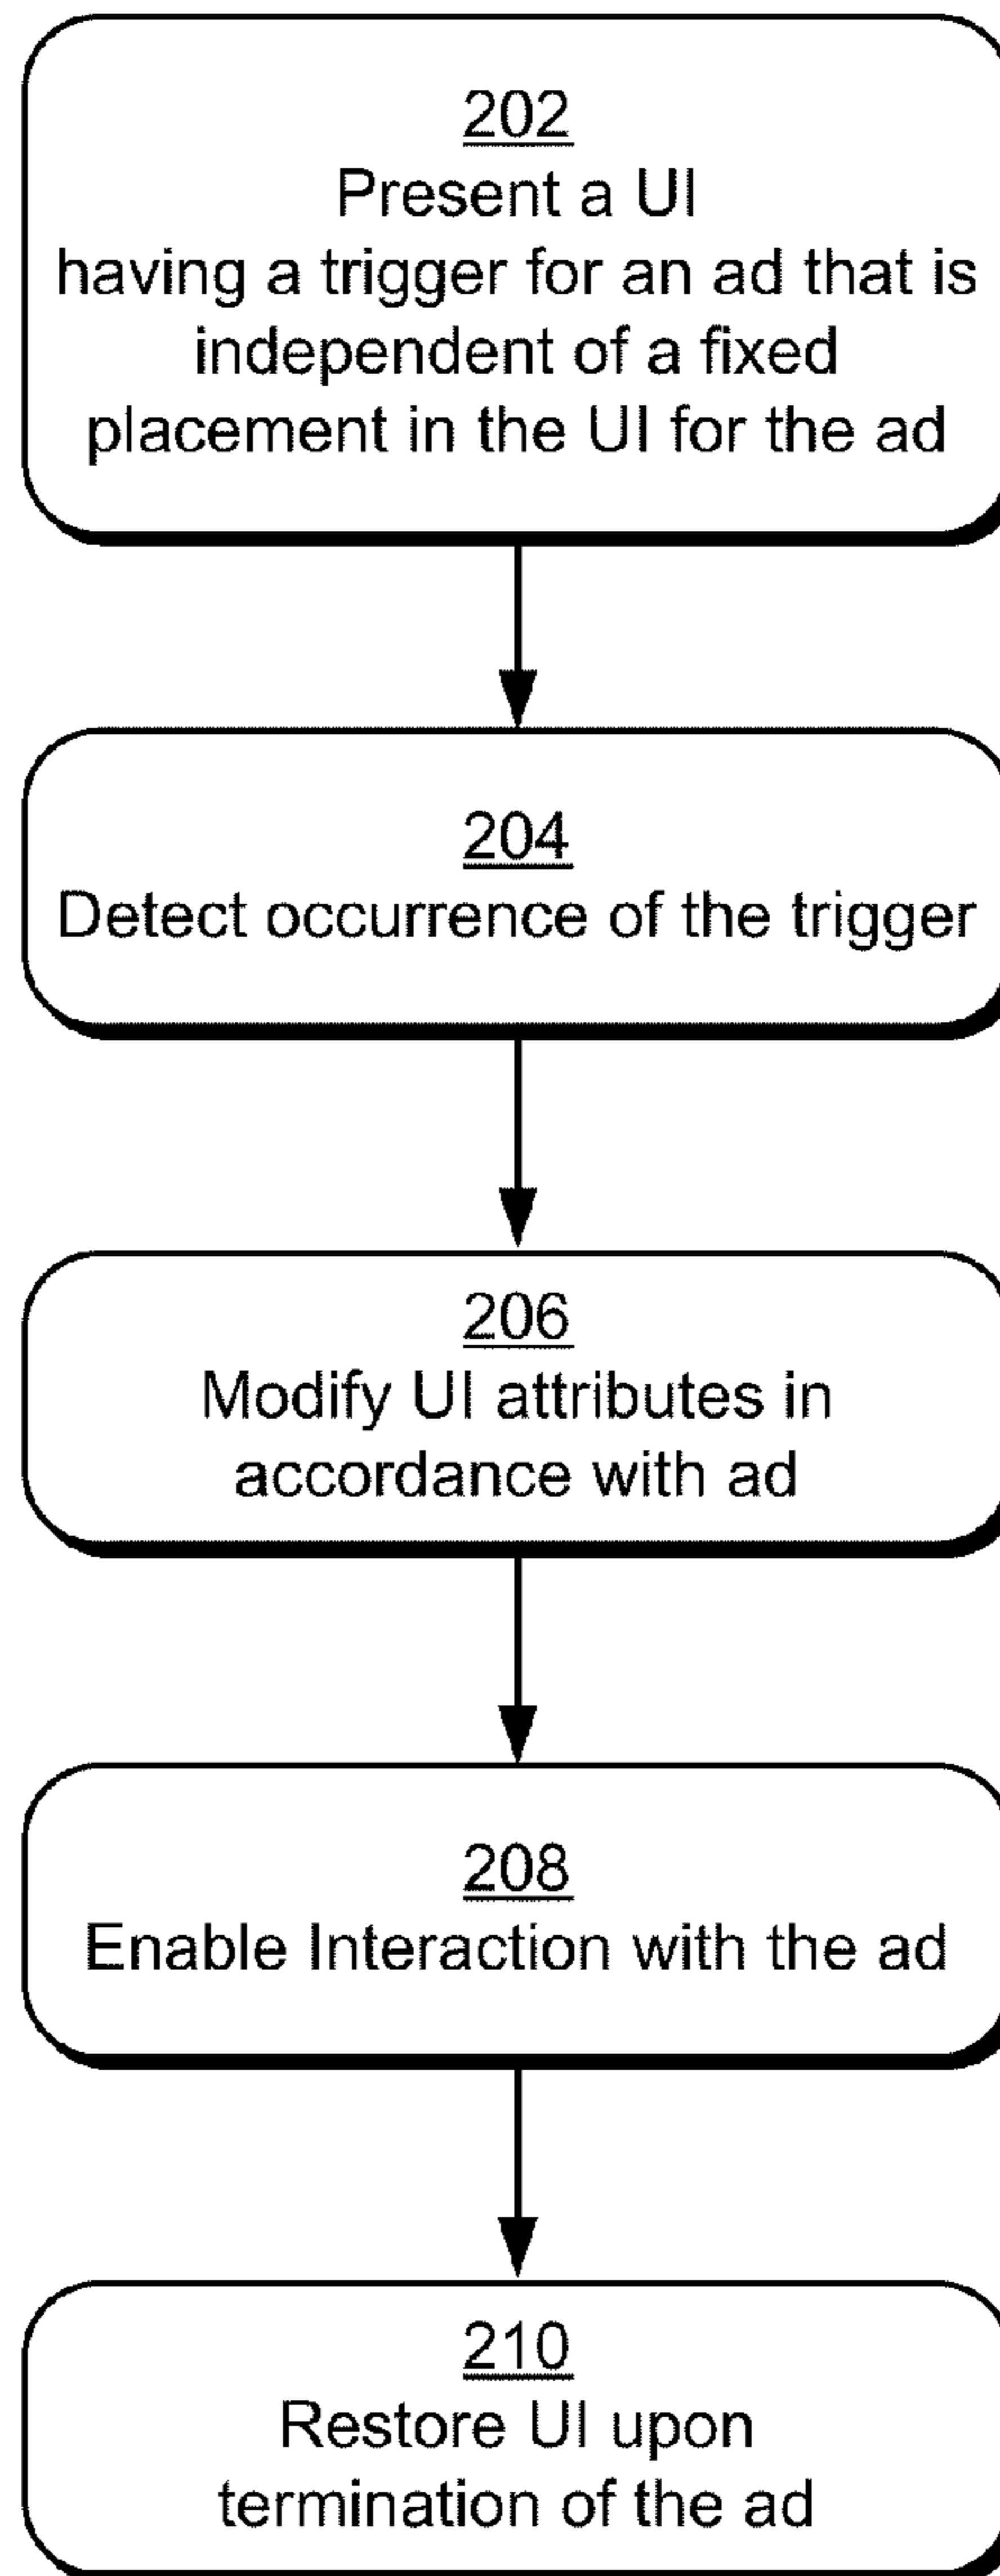 202
Present a UI
having a trigger for an ad that is
independent of a fixed
placement in the UI for the ad
204
Detect occurrence of the trigger
206
Modify UI attributes in
accordance with ad
208
Enable Interaction with the ad
210
Restore UI upon
termination of the ad